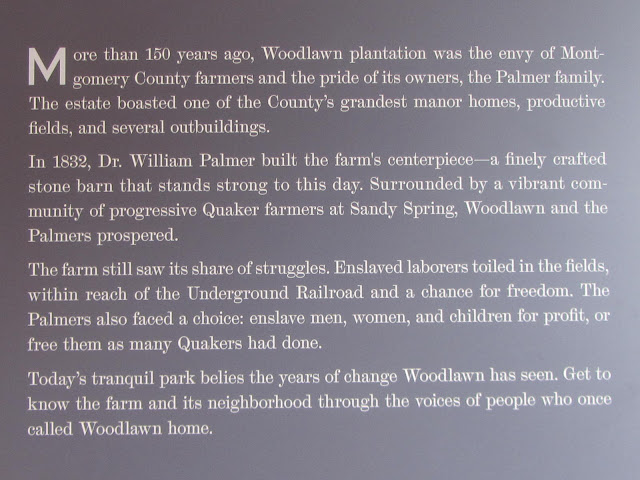 More than 150 years ago, Woodlawn plantation was the envy of Mont-
gomery County farmers and the pride of its owners, the Palmer family.
The estate boasted one of the County's grandest manor homes, productive
fields, and several outbuildings.
In 1832, Dr. William Palmer built the farm's centerpiece—a finely crafted
stone barn that stands strong to this day. Surrounded by a vibrant com-
munity of progressive Quaker farmers at Sandy Spring, Woodlawn and the
Palmers prospered.
The farm still saw its share of struggles. Enslaved laborers toiled in the fields,
within reach of the Underground Railroad and a chance for freedom. The
Palmers also faced a choice: enslave men, women, and children for profit, or
free them as many Quakers had done.
Today's tranquil park belies the years of change Woodlawn has seen. Get to
know the farm and its neighborhood through the voices of people who once
called Woodlawn home.